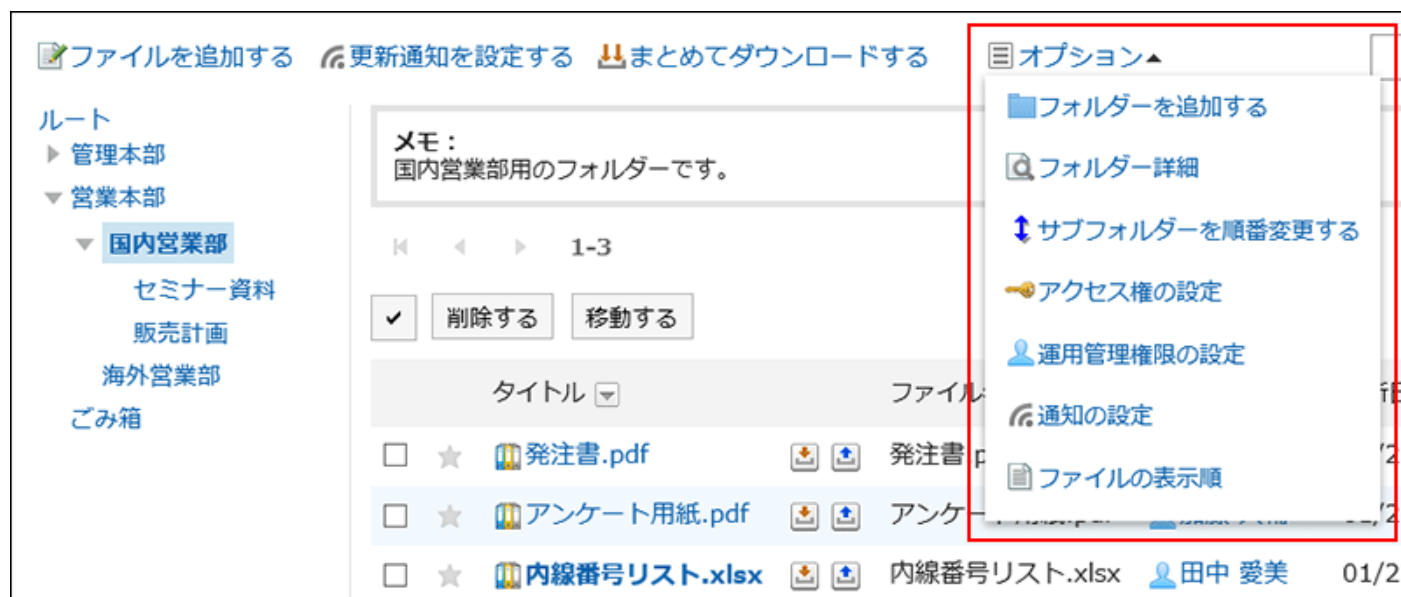 ファイルを追加する 更新通知を設定する まとめてダウンロードする オプション▲
ルート
管理本部
営業本部
国内営業部
セミナー資料
販売計画
海外営業部
ごみ箱
メモ：
国内営業部用のフォルダーです。
1-3
削除する 移動する
タイトル ファイル
発注書.pdf 発注書
アンケート用紙.pdf アンケー
内線番号リスト.xlsx 内線番号リスト.xlsx 田中 愛美 01/2
フォルダーを追加する
フォルダー詳細
サブフォルダーを順番変更する
アクセス権の設定
運用管理権限の設定
通知の設定
ファイルの表示順